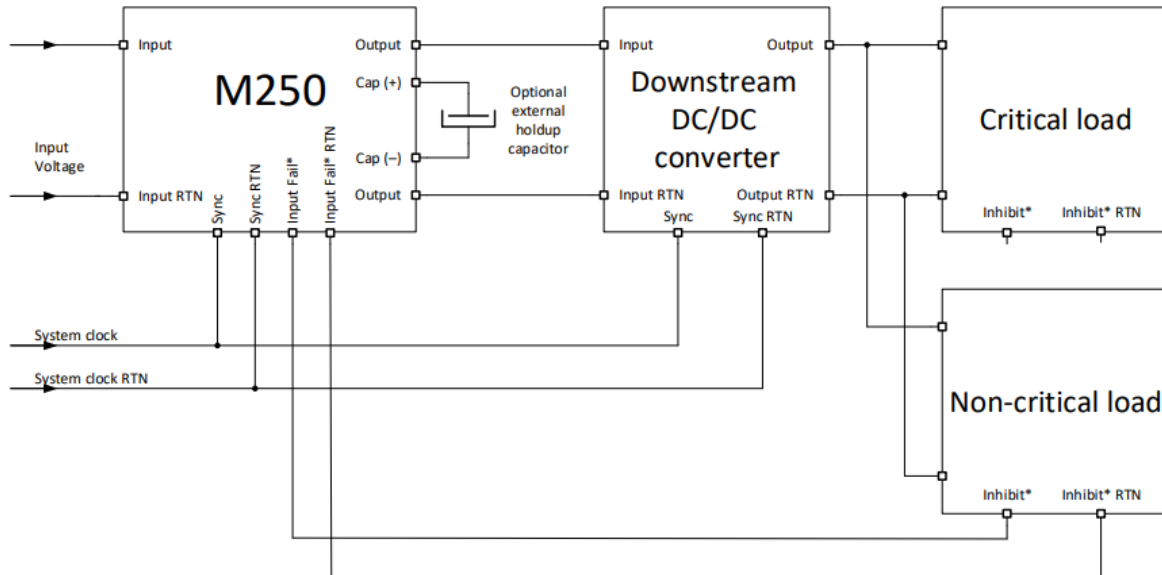 Input
Output
M250
Cap (+)
Cap (–)
Optional
external
holdup
capacitor
Input
Voltage
Input RTN
Output
Sync
Sync RTN
Input Fail*
Input Fail* RTN
Input
Output
Downstream
DC/DC
converter
Input RTN
Output RTN
Sync
Sync RTN
Critical load
Inhibit*
Inhibit* RTN
System clock
System clock RTN
Non-critical load
Inhibit*
Inhibit* RTN